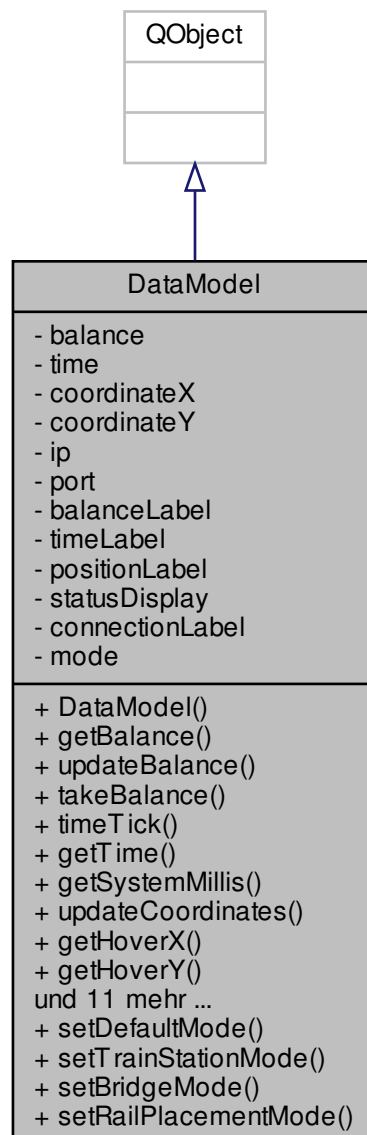 QObject
DataModel
- balance
- time
- coordinateX
- coordinateY
- ip
- port
- balanceLabel
- timeLabel
- positionLabel
- statusDisplay
- connectionLabel
- mode
+ DataModel()
+ getBalance()
+ updateBalance()
+ takeBalance()
+ timeTick()
+ getTime()
+ getSystemMillis()
+ updateCoordinates()
+ getHoverX()
+ getHoverY()
und 11 mehr ...
+ setDefaultMode()
+ setTrainStationMode()
+ setBridgeMode()
+ setRailPlacementMode()